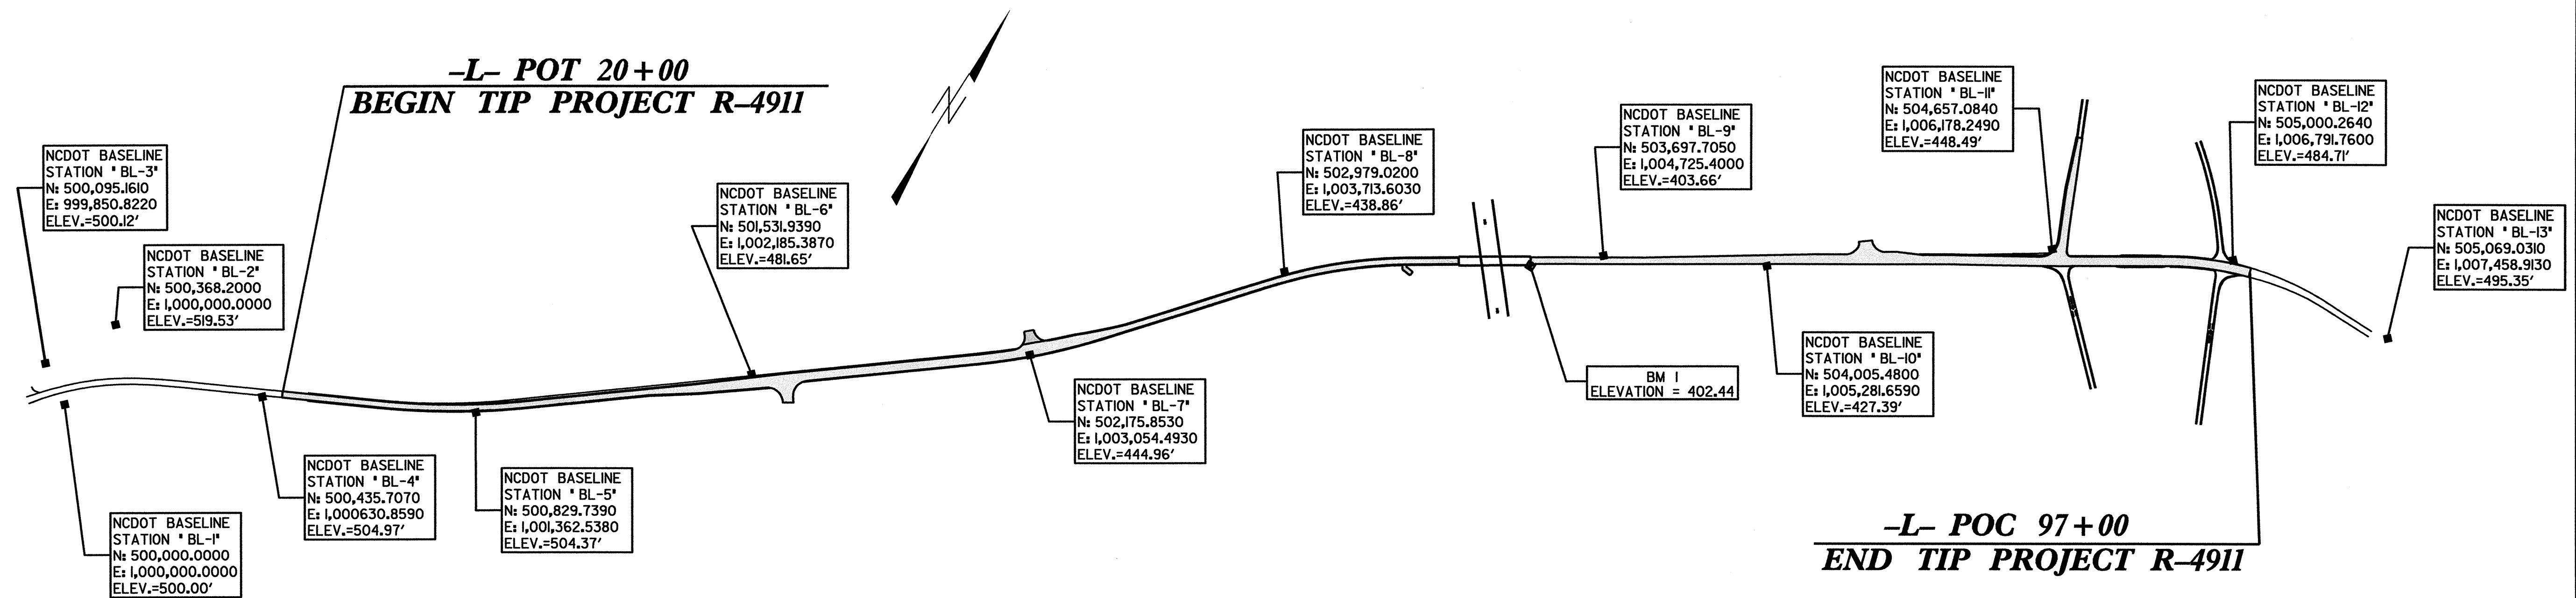 –L– POT 20+00
BEGIN TIP PROJECT R–4911
NCDOT BASELINE
STATION "BL-3"
N: 500,095.1610
E: 999,850.8220
ELEV.=500.12'
NCDOT BASELINE
STATION "BL-2"
N: 500,368.2000
E: 1,000,000.0000
ELEV.=519.53'
NCDOT BASELINE
STATION "BL-1"
N: 500,000.0000
E: 1,000,000.0000
ELEV.=500.00'
NCDOT BASELINE
STATION "BL-4"
N: 500,435.7070
E: 1,000630.8590
ELEV.=504.97'
NCDOT BASELINE
STATION "BL-5"
N: 500,829.7390
E: 1,001,362.5380
ELEV.=504.37'
NCDOT BASELINE
STATION "BL-6"
N: 501,531.9390
E: 1,002,185.3870
ELEV.=481.65'
N
NCDOT BASELINE
STATION "BL-7"
N: 502,175.8530
E: 1,003,054.4930
ELEV.=444.96'
NCDOT BASELINE
STATION "BL-8"
N: 502,979.0200
E: 1,003,713.6030
ELEV.=438.86'
NCDOT BASELINE
STATION "BL-9"
N: 503,697.7050
E: 1,004,725.4000
ELEV.=403.66'
BM 1
ELEVATION = 402.44
NCDOT BASELINE
STATION "BL-10"
N: 504,005.4800
E: 1,005,281.6590
ELEV.=427.39'
NCDOT BASELINE
STATION "BL-11"
N: 504,657.0840
E: 1,006,178.2490
ELEV.=448.49'
NCDOT BASELINE
STATION "BL-12"
N: 505,000.2640
E: 1,006,791.7600
ELEV.=484.71'
NCDOT BASELINE
STATION "BL-13"
N: 505,069.0310
E: 1,007,458.9130
ELEV.=495.35'
–L– POC 97+00
END TIP PROJECT R–4911